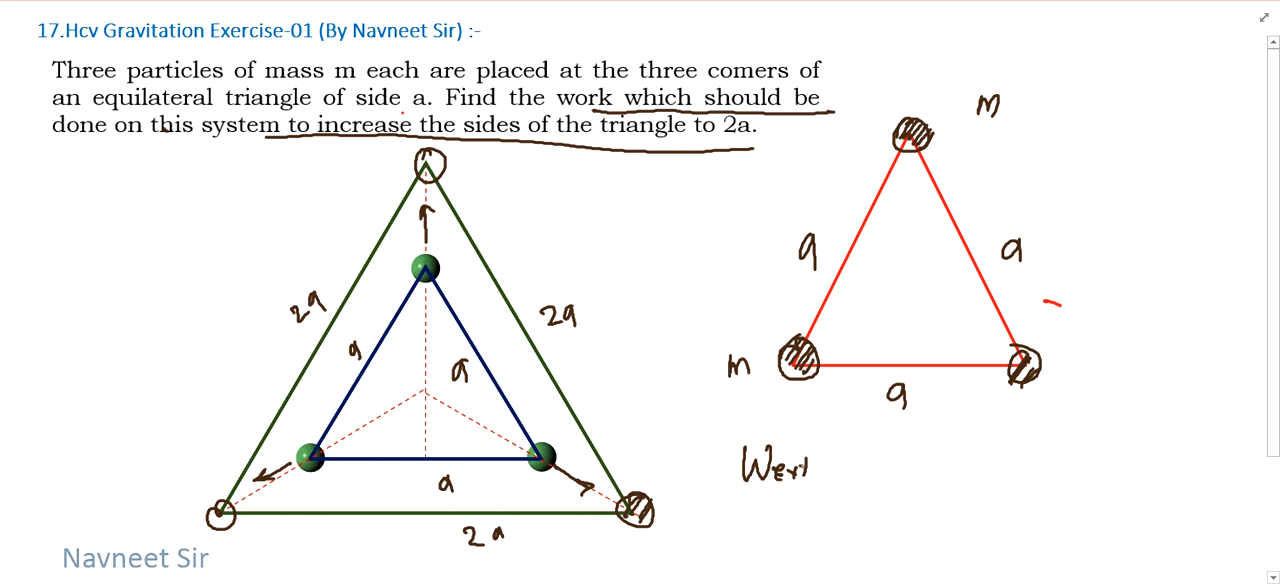 17.Hcv Gravitation Exercise-01 (By Navneet Sir) :-
Three particles of mass m each are placed at the three comers of
an equilateral triangle of side a. Find the work which should be
done on this system to increase the sides of the triangle to 2a.
m
a
a
2a
2a
a
a
m
a
Wext
a
2a
Navneet Sir